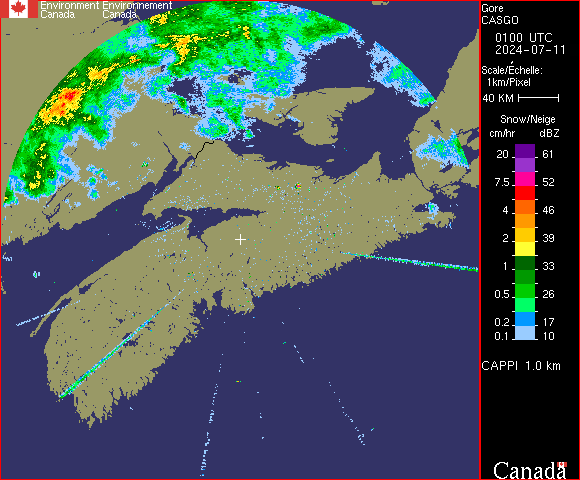 Environment Environnement
Canada Canada
Gore
CASGO
0100 UTC
2024-07-11
Scale/Échelle:
1km/Pixel
40 KM
Snow/Neige
cm/hr dBZ
20 61
7.5 52
4 46
2 39
1 33
0.5 26
0.2 17
0.1 10
CAPPI 1.0 km
Canada